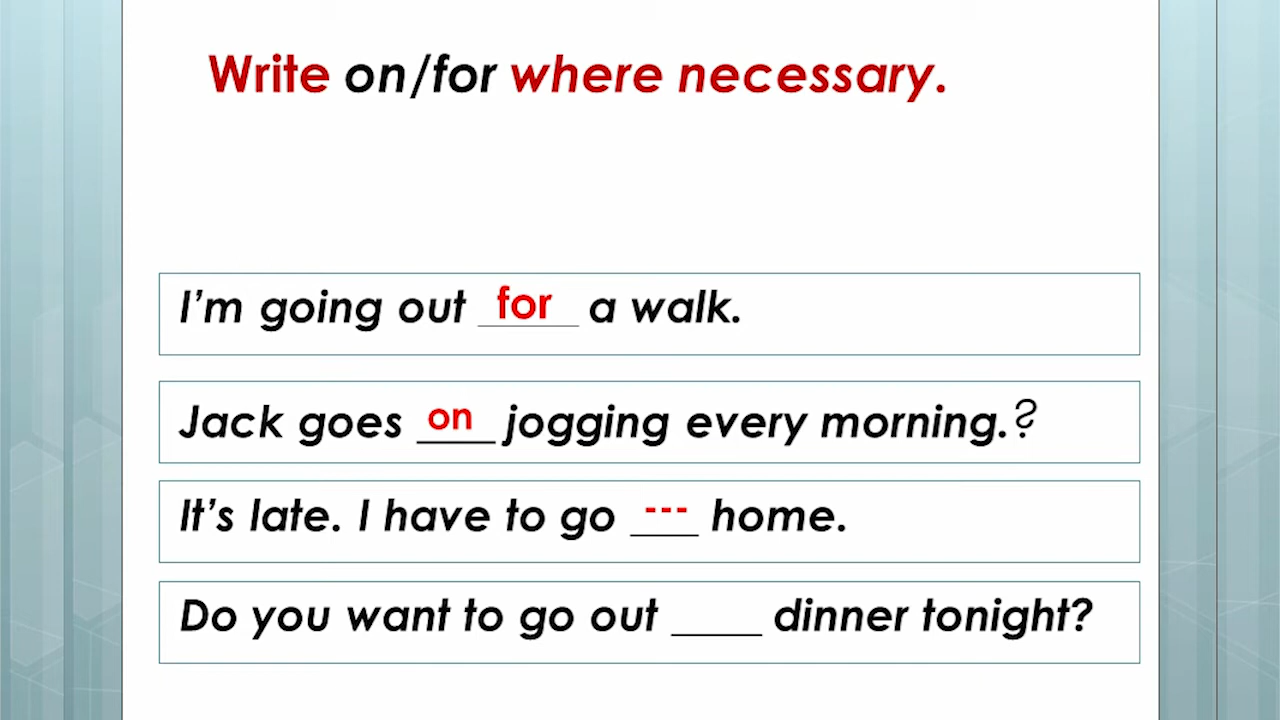 Write on/for where necessary.
I'm going out for a walk.
Jack goes on jogging every morning.?
It's late. I have to go --- home.
Do you want to go out ____ dinner tonight?